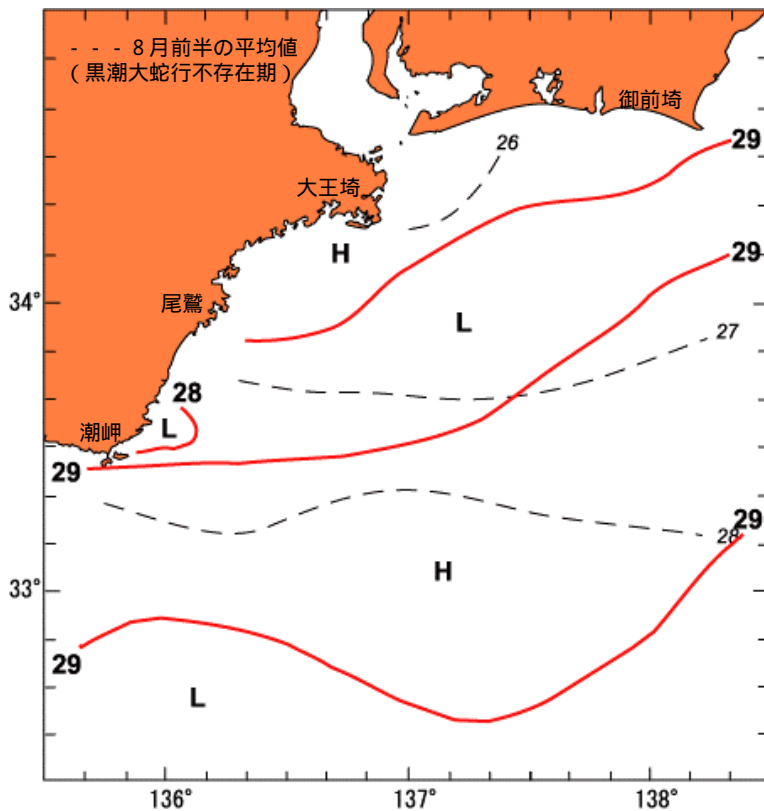 - - - 8月前半の平均値
(黒潮大蛇行不存在期)
御前埼
29
26
大王埼
H
29
34°
尾鷲
L
27
28
潮岬
L
29
29
28
H
33°
29
L
136°
137°
138°